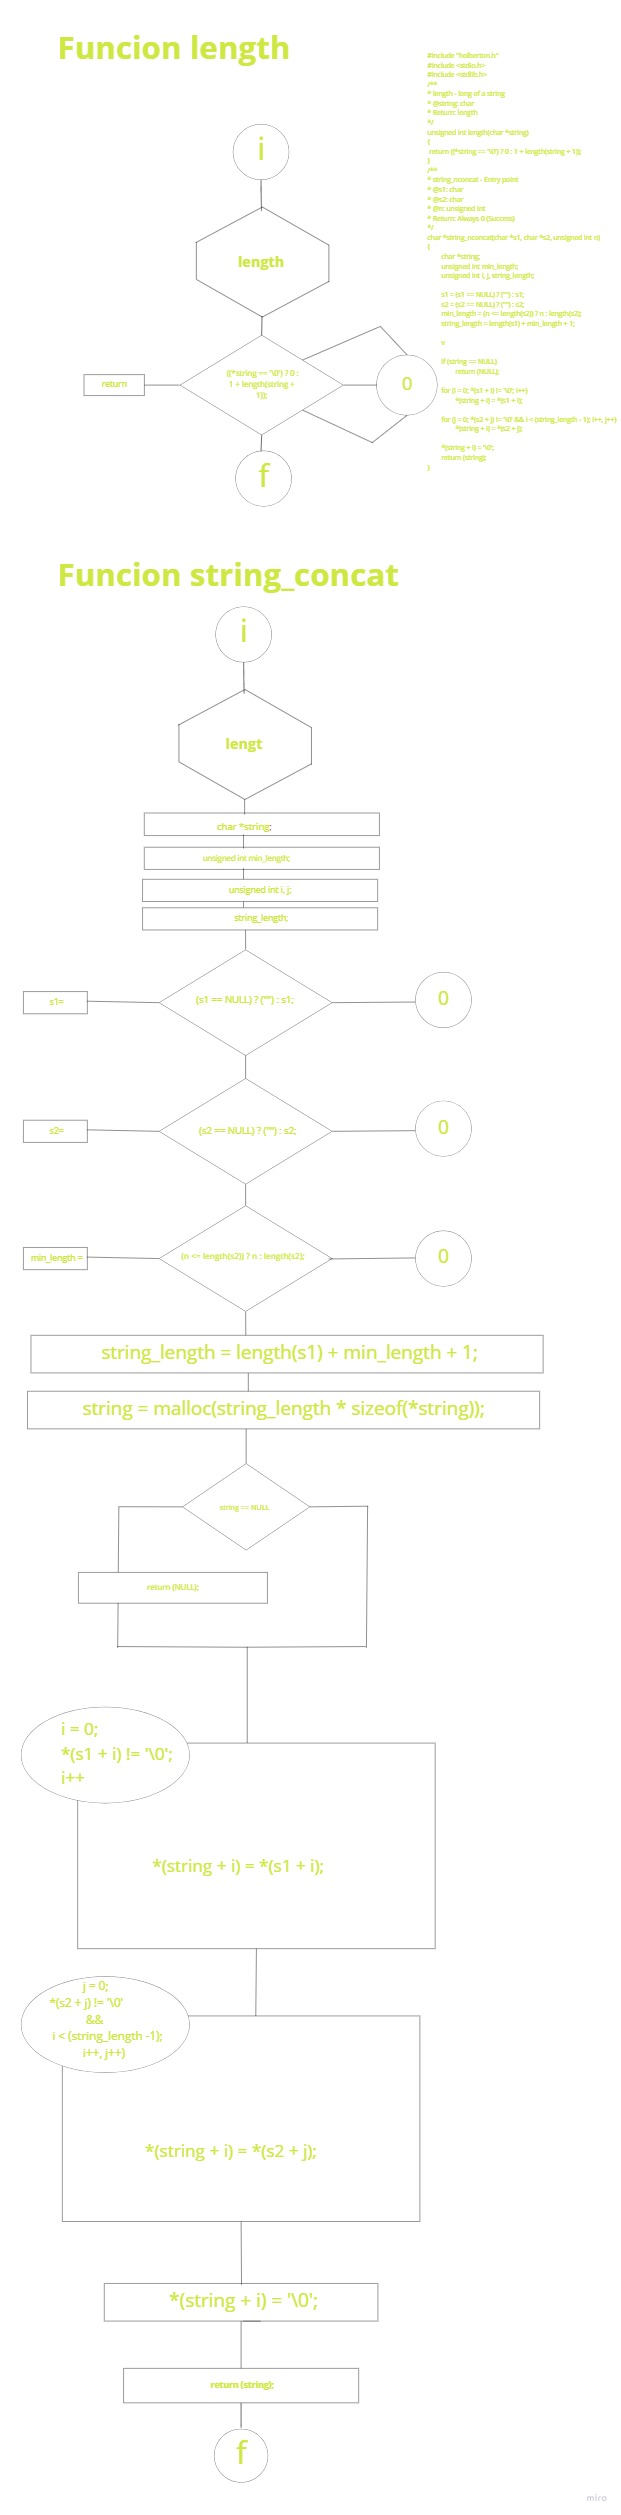 Funcion length
#include "holberton.h"
#include <stdio.h>
#include <stdlib.h>
/**
* length - long of a string
* @string: char
* Return: length
*/
unsigned int length(char *string)
{
return ((*string == '\0') ? 0 : 1 + length(string + 1));
}
/**
* string_nconcat - Entry point
* @s1: char
* @s2: char
* @n: unsigned int
* Return: Always 0 (Success)
*/
char *string_nconcat(char *s1, char *s2, unsigned int n)
{
char *string;
unsigned int min_length;
unsigned int i, j, string_length;
s1 = (s1 == NULL) ? ("") : s1;
s2 = (s2 == NULL) ? ("") : s2;
min_length = (n <= length(s2)) ? n : length(s2);
string_length = length(s1) + min_length + 1;
v
if (string == NULL)
return (NULL);
for (i = 0; *(s1 + i) != '\0'; i++)
*(string + i) = *(s1 + i);
for (j = 0; *(s2 + j) != '\0' && i < (string_length - 1); i++, j++)
*(string + i) = *(s2 + j);
*(string + i) = '\0';
return (string);
}
i
length
return
((*string == '\0') ? 0 :
1 + length(string +
1));
0
f
Funcion string_concat
i
lengt
char *string;
unsigned int min_length;
unsigned int i, j;
string_length;
s1=
(s1 == NULL) ? ("") : s1;
0
s2=
(s2 == NULL) ? ("") : s2;
0
min_length =
(n <= length(s2)) ? n : length(s2);
0
string_length = length(s1) + min_length + 1;
string = malloc(string_length * sizeof(*string));
string == NULL
return (NULL);
i = 0;
*(s1 + i) != '\0';
i++
*(string + i) = *(s1 + i);
j = 0;
*(s2 + j) != '\0'
&&
i < (string_length -1);
i++, j++)
*(string + i) = *(s2 + j);
*(string + i) = '\0';
return (string);
f
miro